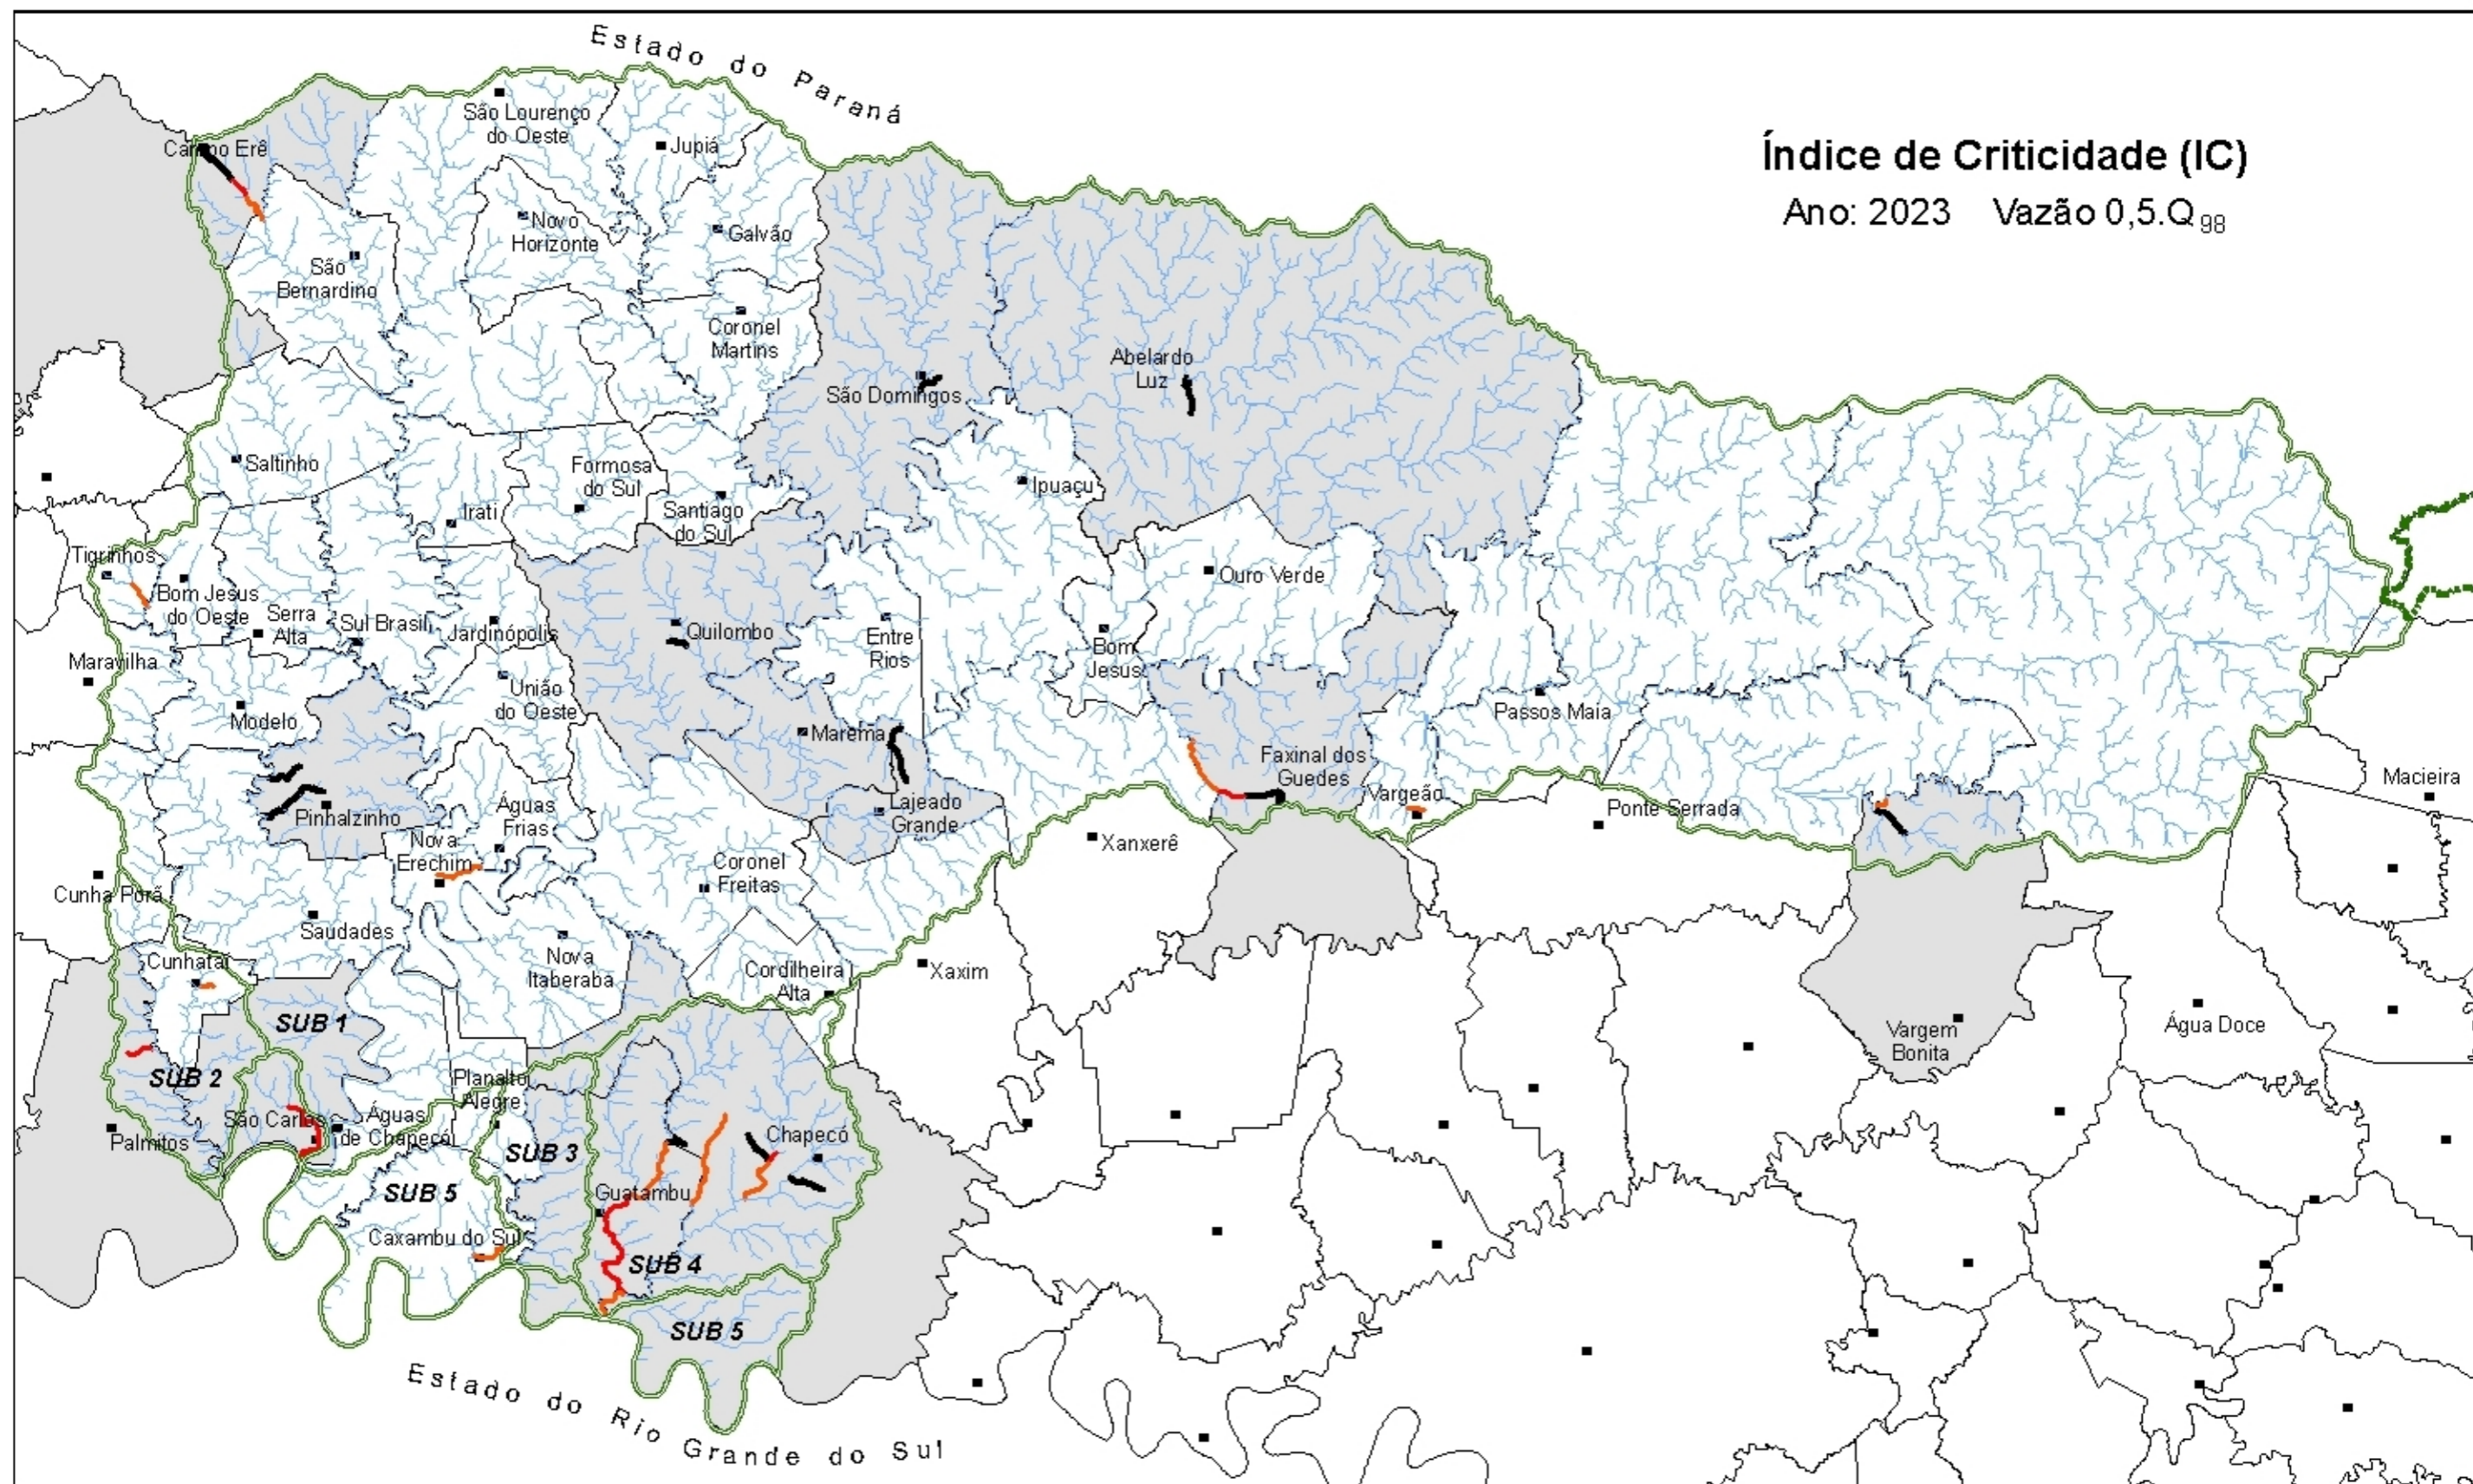 Estado do Paraná
Índice de Criticidade (IC)
Ano: 2023 Vazão 0,5.Q98
São Lourenço
do Oeste
Campo Erê
Jupiá
Novo
Horizonte
Galvão
São
Bernardino
Coronel
Martins
Abelardo
Luz
São Domingos
Saltinho
Formosa
do Sul
Ipuaçu
Irati
Santiago
do Sul
Tigrinhos
Ouro Verde
Bom Jesus
do Oeste
Serra
Alta
Sul Brasil
Jardinópolis
Quilombo
Entre
Rios
Bom
Jesus
Maravilha
União
do Oeste
Modelo
Passos Maia
Marema
Faxinal dos
Guedes
Macieira
Vargeão
Lajeado
Grande
Águas
Frias
Ponte Serrada
Pinhalzinho
Nova
Erechim
Xanxerê
Coronel
Freitas
Cunha Porã
Saudades
Cunhataí
Nova
Itaberaba
Cordilheira
Alta
Xaxim
SUB 1
Água Doce
Vargem
Bonita
SUB 2
Planalto
Alegre
São Carlos
Águas
de Chapecó
Palmitos
Chapecó
SUB 3
SUB 5
Guatambu
Caxambu do Sul
SUB 4
SUB 5
Estado do Rio Grande do Sul